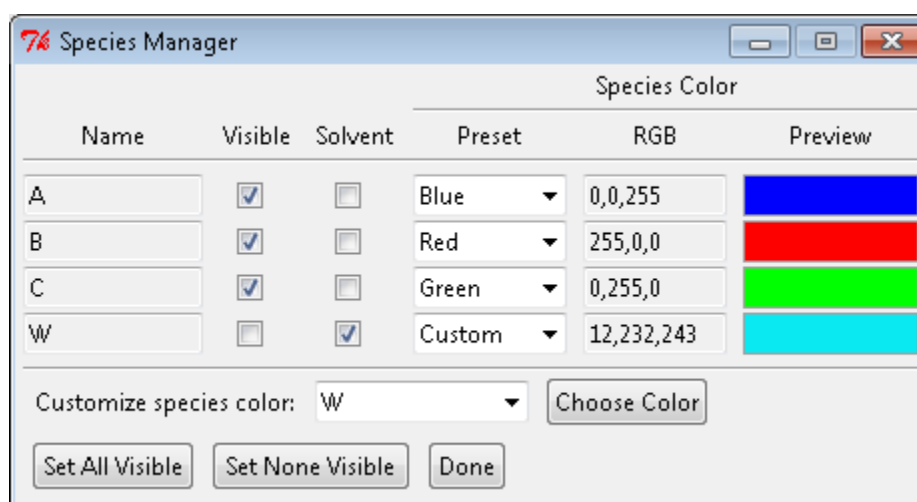 Species Manager
Species Color
Name Visible Solvent Preset RGB Preview
A Blue 0,0,255
B Red 255,0,0
C Green 0,255,0
W Custom 12,232,243
Customize species color: W Choose Color
Set All Visible Set None Visible Done